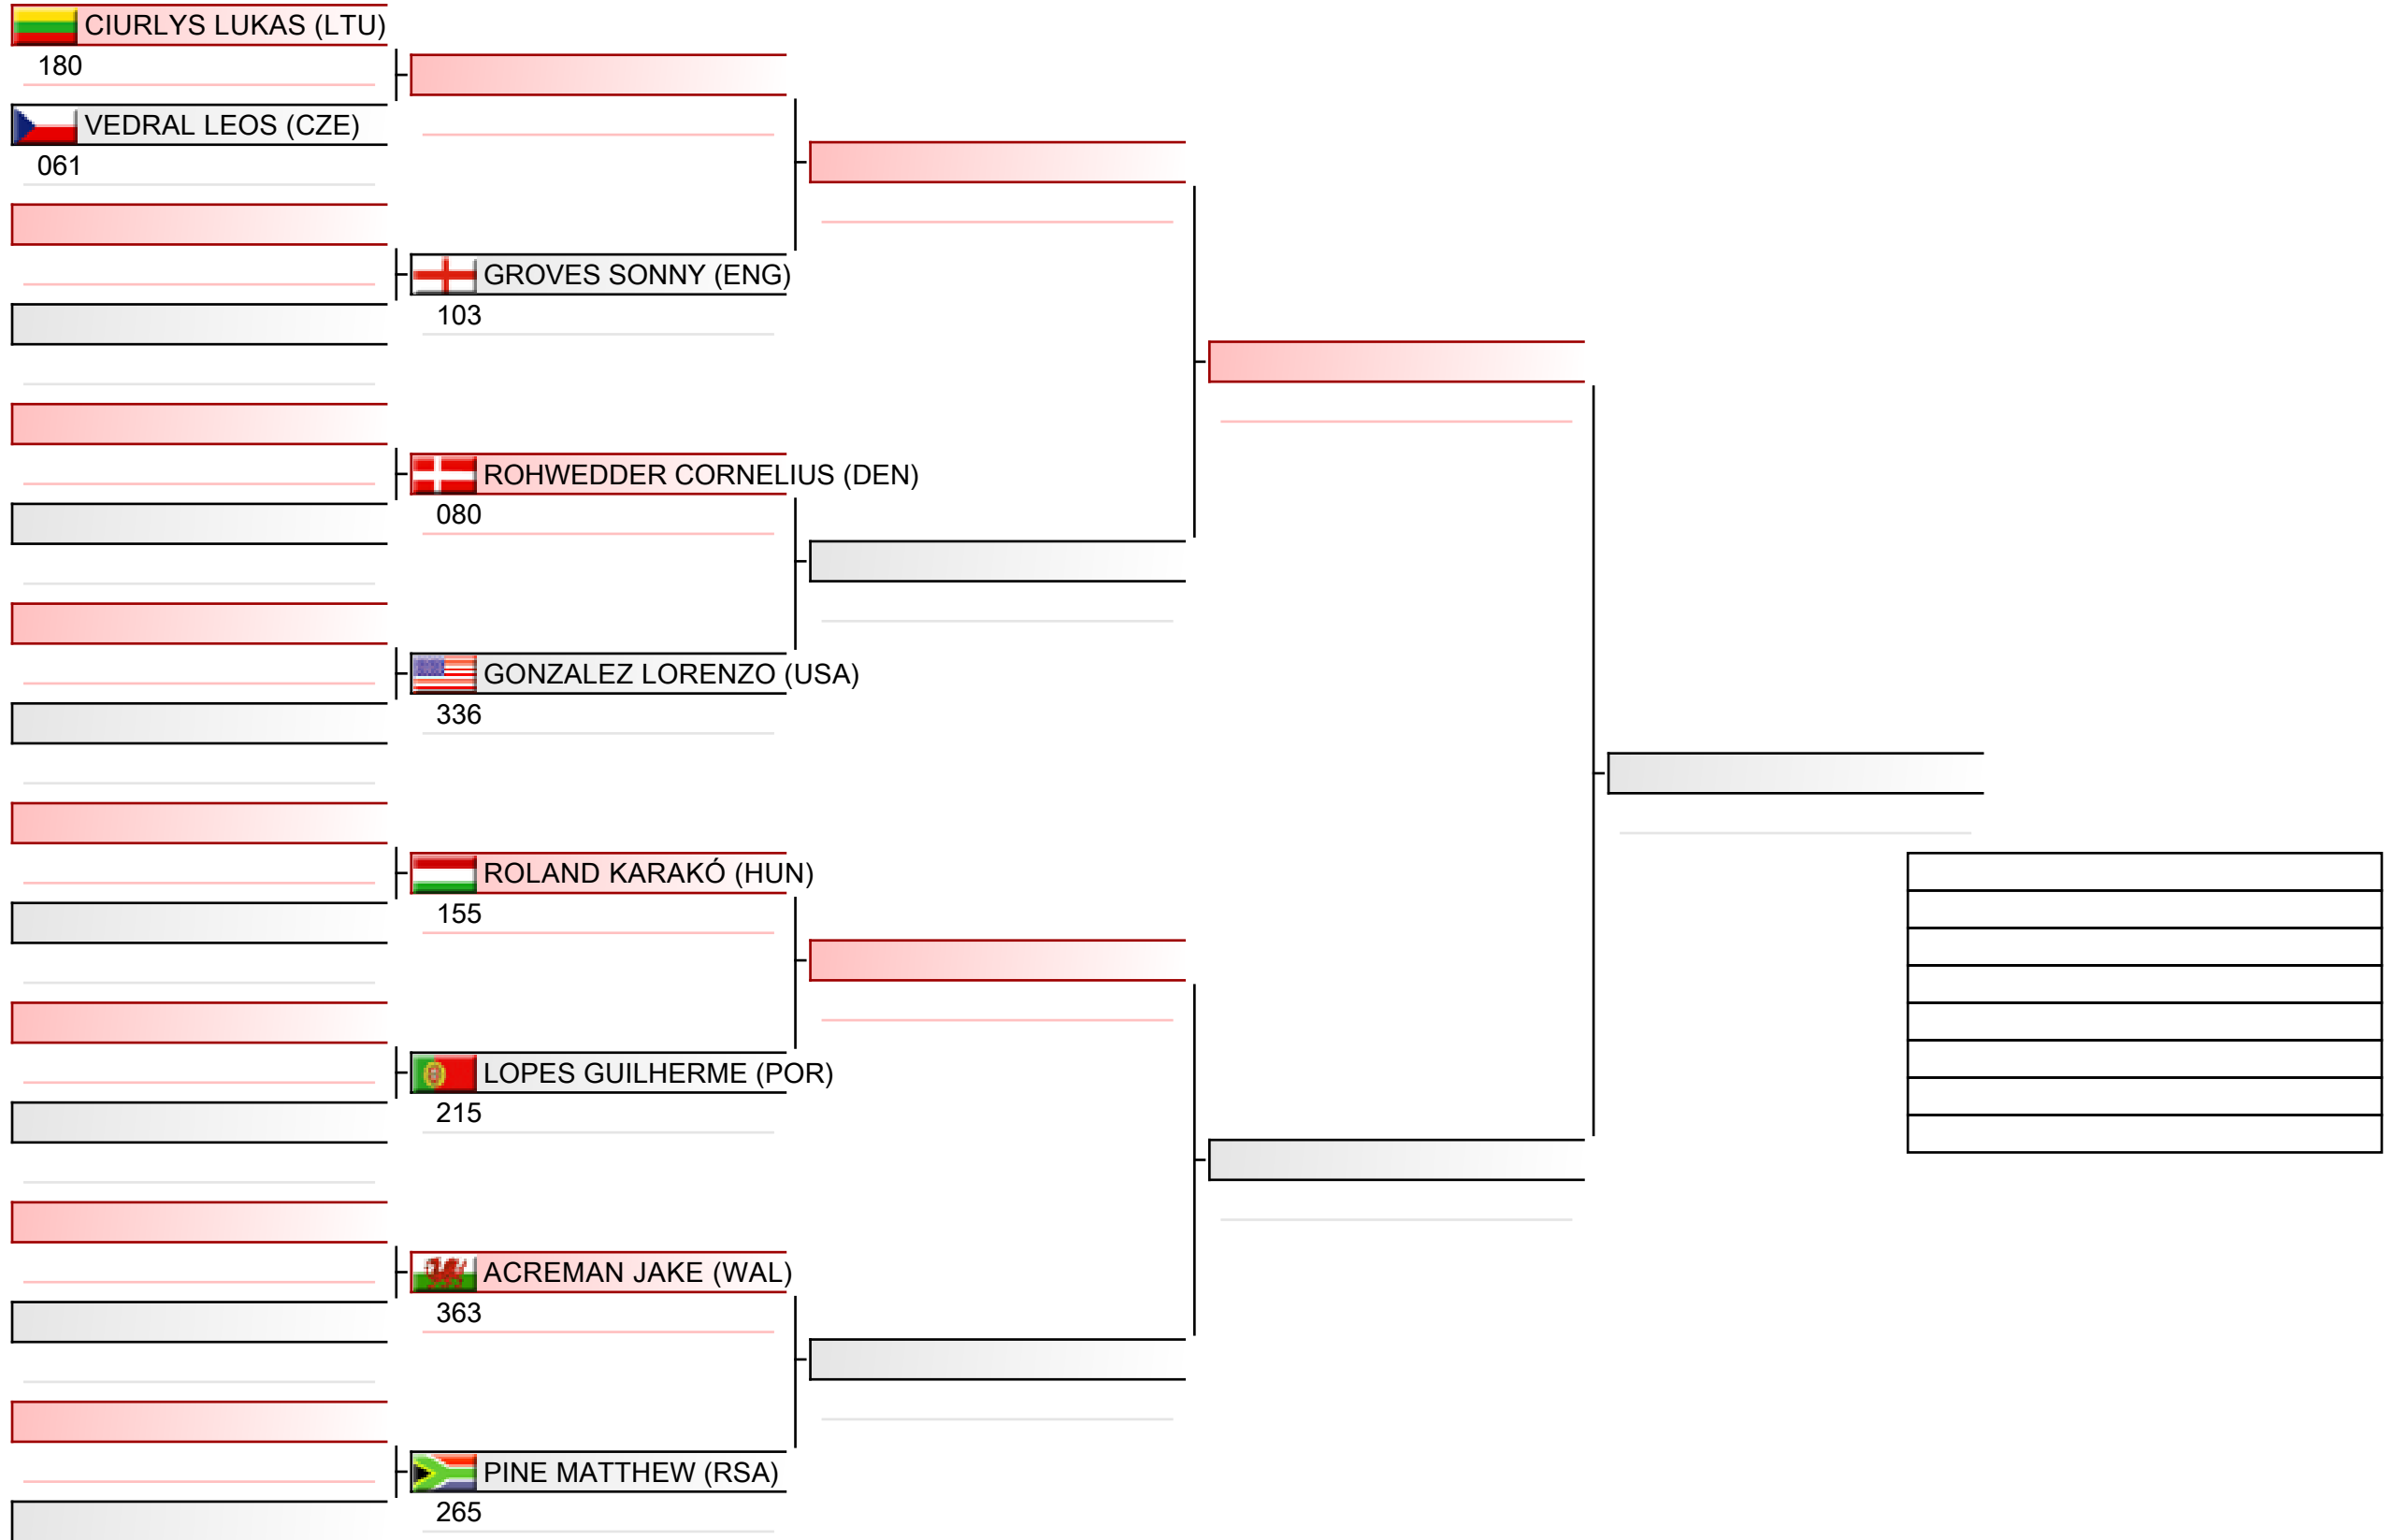 CIURLYS LUKAS (LTU)
180
VEDRAL LEOS (CZE)
061
GROVES SONNY (ENG)
103
ROHWEDDER CORNELIUS (DEN)
080
GONZALEZ LORENZO (USA)
336
ROLAND KARAKÓ (HUN)
155
LOPES GUILHERME (POR)
215
ACREMAN JAKE (WAL)
363
PINE MATTHEW (RSA)
265